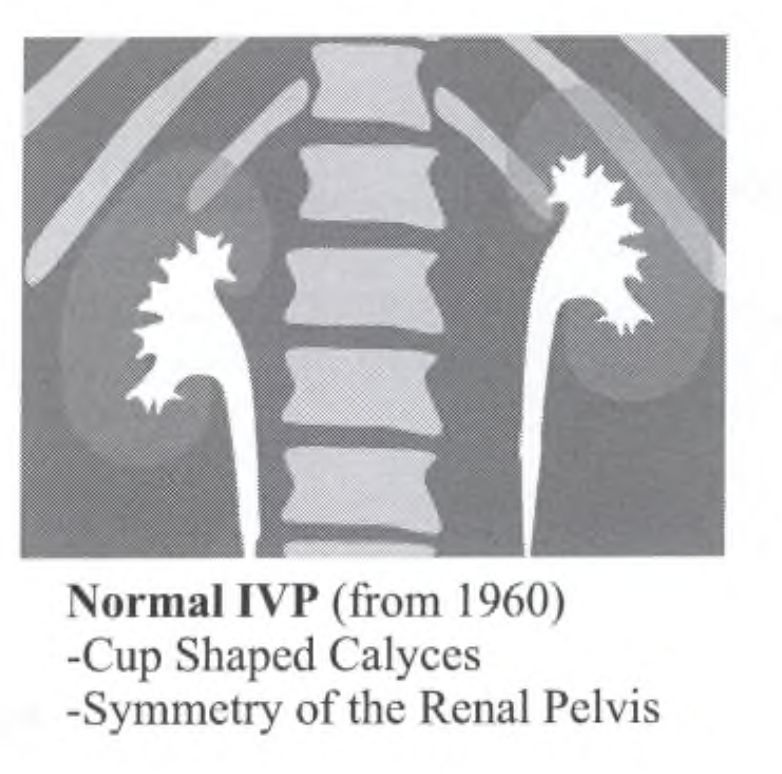 Normal IVP (from 1960)
-Cup Shaped Calyces
-Symmetry of the Renal Pelvis